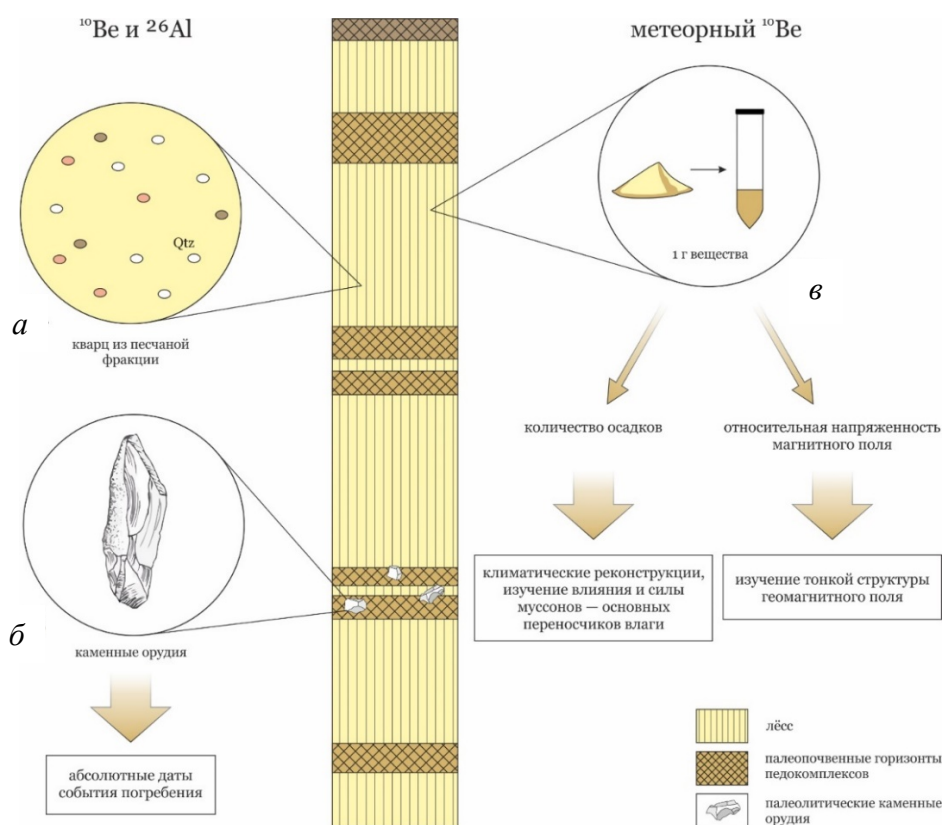 ¹⁰Be и ²⁶Al
метеорный ¹⁰Be
Qtz
а
кварц из песчаной
фракции
1 г вещества
в
количество осадков
относительная напряженность
магнитного поля
климатические реконструкции,
изучение влияния и силы
муссонов — основных
переносчиков влаги
изучение тонкой структуры
геомагнитного поля
б
каменные орудия
абсолютные даты
события погребения
лёсс
палеопочвенные горизонты
педокомплексов
палеолитические каменные
орудия